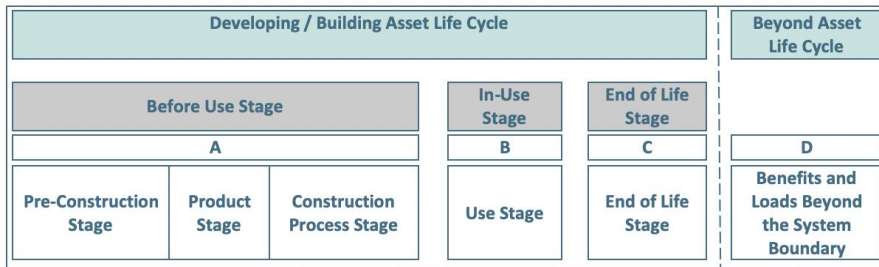 Developing / Building Asset Life Cycle
Beyond Asset
Life Cycle
Before Use Stage
In-Use
Stage
End of Life
Stage
A
B
C
D
Pre-Construction
Stage
Product
Stage
Construction
Process Stage
Use Stage
End of Life
Stage
Benefits and
Loads Beyond
the System
Boundary